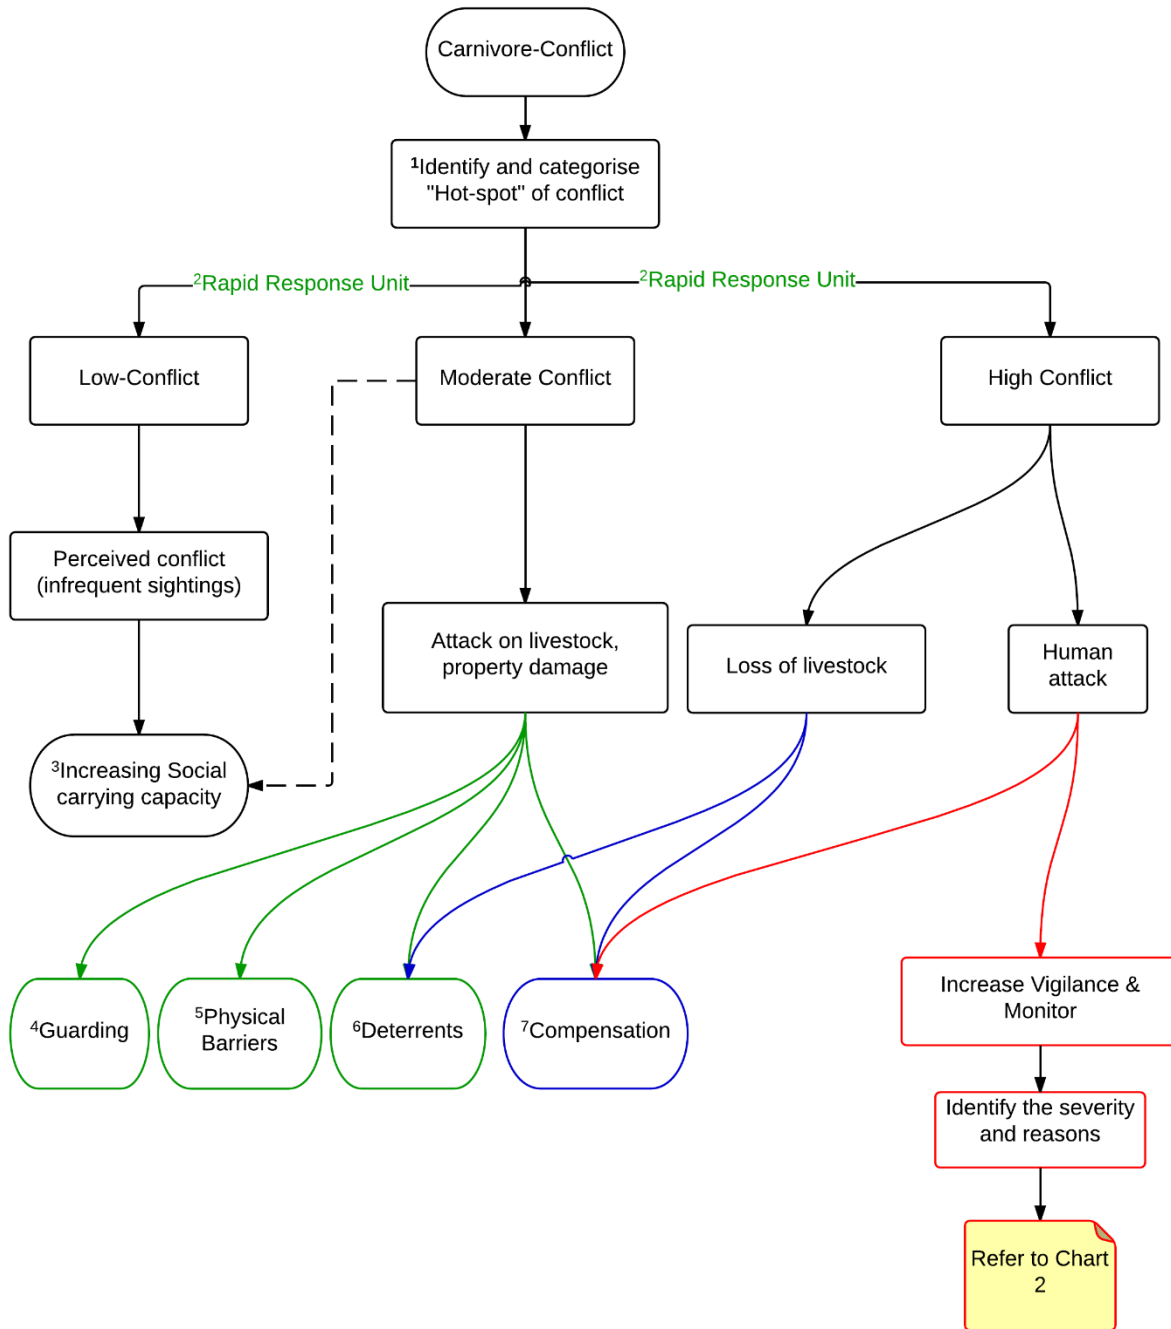 Carnivore-Conflict
¹Identify and categorise
"Hot-spot" of conflict
²Rapid Response Unit
²Rapid Response Unit
Low-Conflict
Moderate Conflict
High Conflict
Perceived conflict
(infrequent sightings)
Attack on livestock,
property damage
Loss of livestock
Human
attack
³Increasing Social
carrying capacity
⁴Guarding
⁵Physical
Barriers
⁶Deterrents
⁷Compensation
Increase Vigilance &
Monitor
Identify the severity
and reasons
Refer to Chart
2